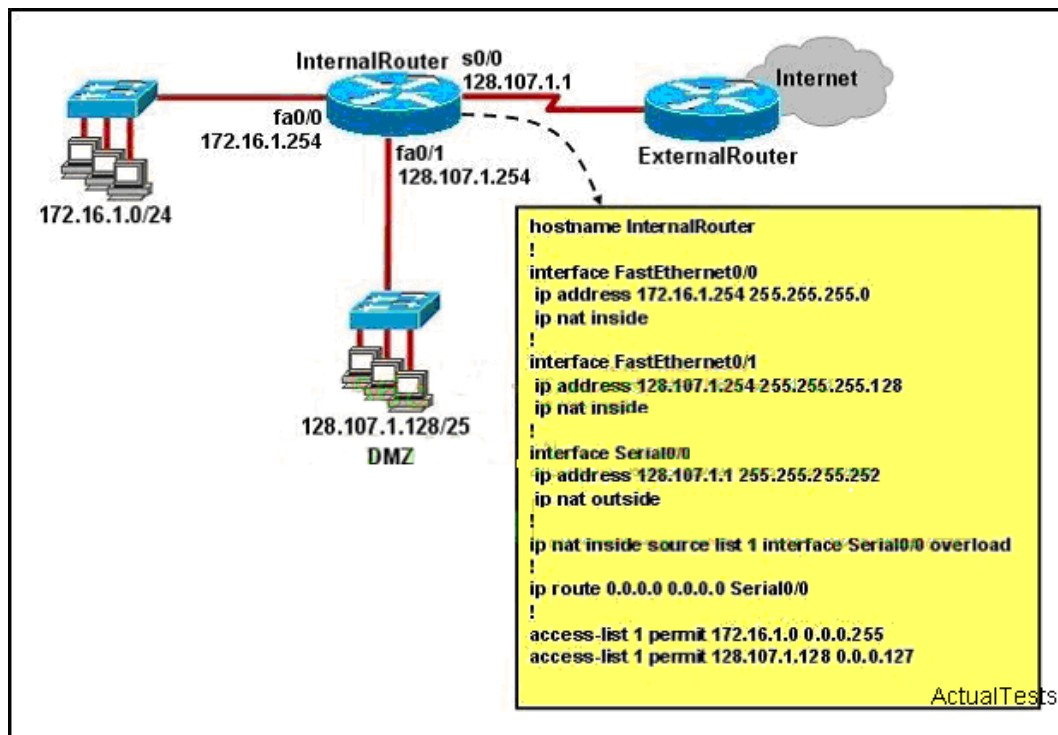 InternalRouter
s0/0
128.107.1.1
Internet
fa0/0
172.16.1.254
ExternalRouter
fa0/1
128.107.1.254
172.16.1.0/24
128.107.1.128/25
DMZ
hostname InternalRouter
!
interface FastEthernet0/0
ip address 172.16.1.254 255.255.255.0
ip nat inside
!
interface FastEthernet0/1
ip address 128.107.1.254 255.255.255.128
ip nat inside
!
interface Serial0/0
ip address 128.107.1.1 255.255.255.252
ip nat outside
!
ip nat inside source list 1 interface Serial0/0 overload
!
ip route 0.0.0.0 0.0.0.0 Serial0/0
!
access-list 1 permit 172.16.1.0 0.0.0.255
access-list 1 permit 128.107.1.128 0.0.0.127
ActualTests